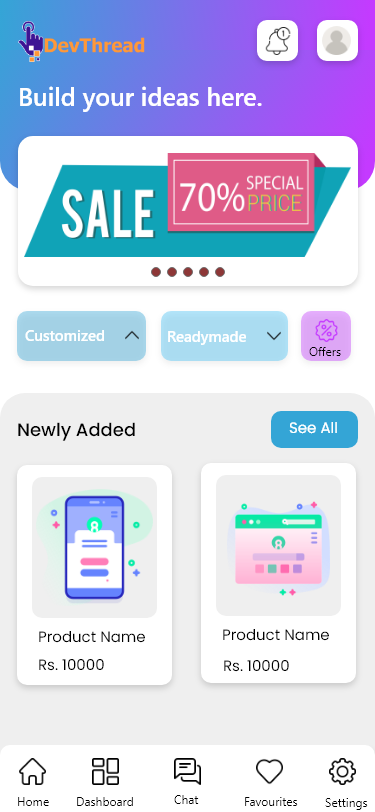 DevThread
1
Build your ideas here.
SALE
70% SPECIAL PRICE
Customized
Readymade
Offers
Newly Added
See All
Product Name
Rs. 10000
Product Name
Rs. 10000
Home
Dashboard
Chat
Favourites
Settings